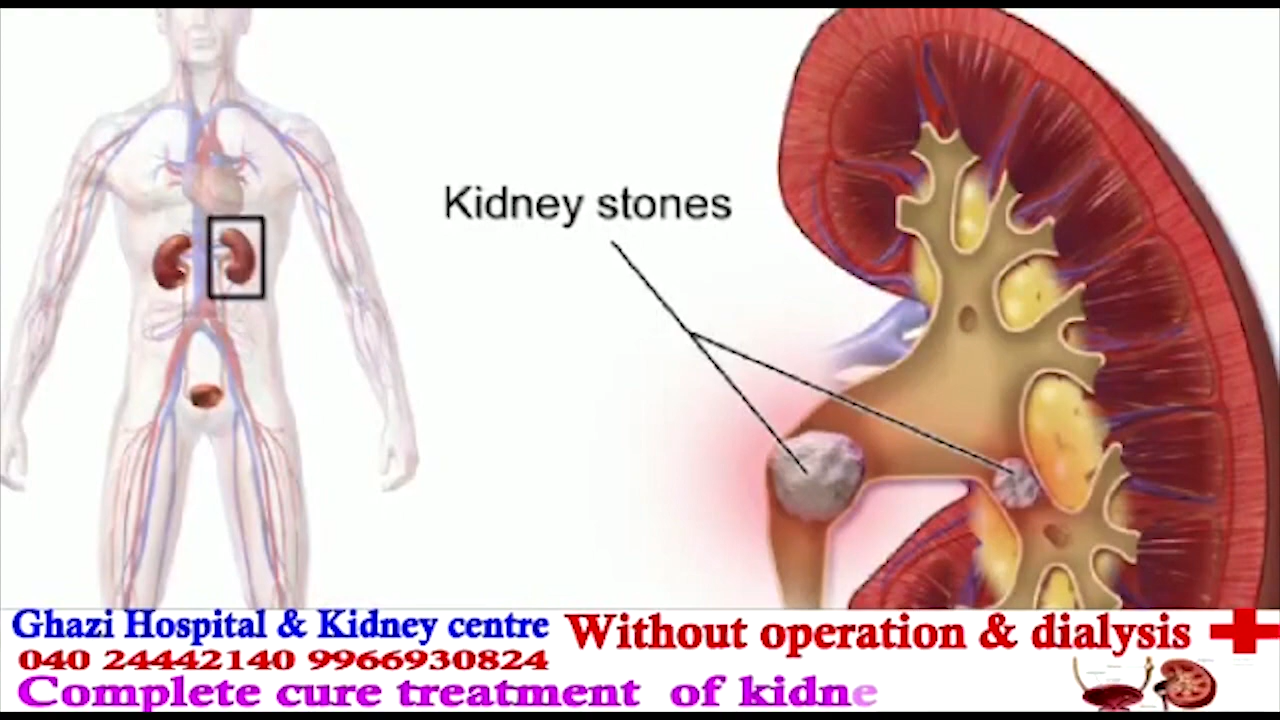 Kidney stones
Ghazi Hospital & Kidney centre
040 24442140 9966930824
Without operation & dialysis
Complete cure treatment of kidne